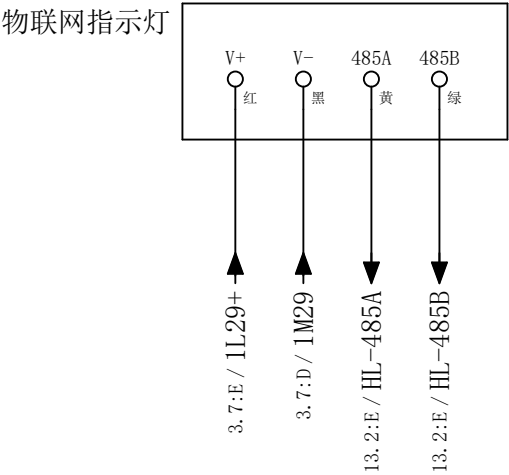 物联网指示灯
V+ V- 485A 485B
红 黑 黄 绿
3.7:E/1L29+
3.7:D/1M29
13.2:E/HL-485A
13.2:E/HL-485B